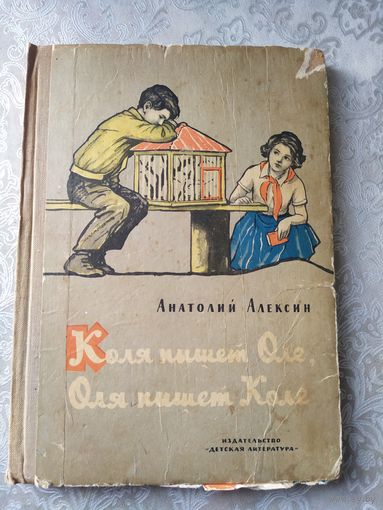 Анатолий Алексин
Коля пишет Оле,
Оля пишет Коле
ИЗДАТЕЛЬСТВО
«ДЕТСКАЯ ЛИТЕРАТУРА»